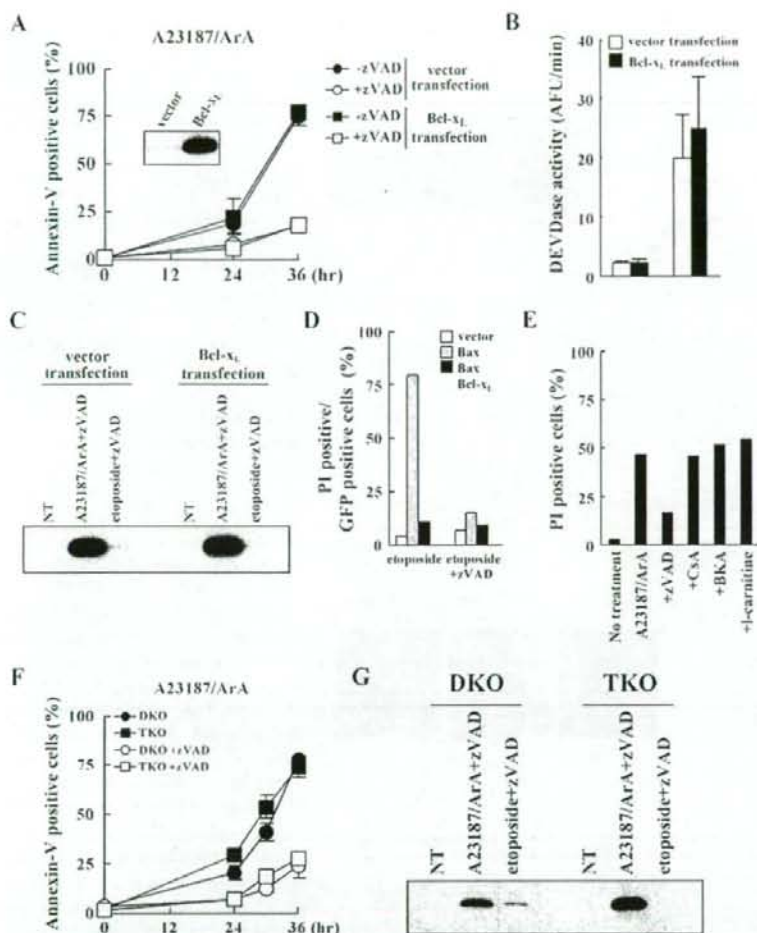 A
A23187/ArA
Annexin-V positive cells (%)
100
75
50
25
0
0 12 24 36 (hr)
vector
Bcl-xL
-zVAD
+zVAD
vector transfection
-zVAD
+zVAD
Bcl-xL transfection
B
vector transfection
Bcl-xL transfection
DEVDase activity (AFU/min)
40
30
20
10
0
C
vector transfection
Bcl-xL transfection
NT
A23187/ArA+zVAD
etoposide+zVAD
NT
A23187/ArA+zVAD
etoposide+zVAD
D
vector
Bax
Bax
Bcl-xL
PI positive/
GFP positive cells (%)
100
75
50
25
0
etoposide
etoposide
+zVAD
E
PI positive cells (%)
100
50
0
No treatment
A23187/ArA
+zVAD
+CsA
+BKA
+l-carnitine
F
A23187/ArA
Annexin-V positive cells (%)
100
75
50
25
0
0 12 24 36 (hr)
DKO
TKO
DKO +zVAD
TKO +zVAD
G
DKO
TKO
NT
A23187/ArA+zVAD
etoposide+zVAD
NT
A23187/ArA+zVAD
etoposide+zVAD